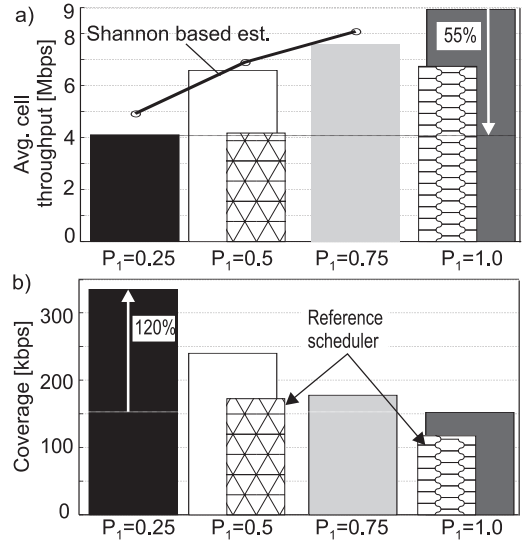 a)
Avg. cell
throughput [Mbps]
9
8
6
4
2
0
Shannon based est.
55%
P1=0.25 P1=0.5 P1=0.75 P1=1.0
b)
Coverage [kbps]
300
200
100
0
120%
Reference
scheduler
P1=0.25 P1=0.5 P1=0.75 P1=1.0